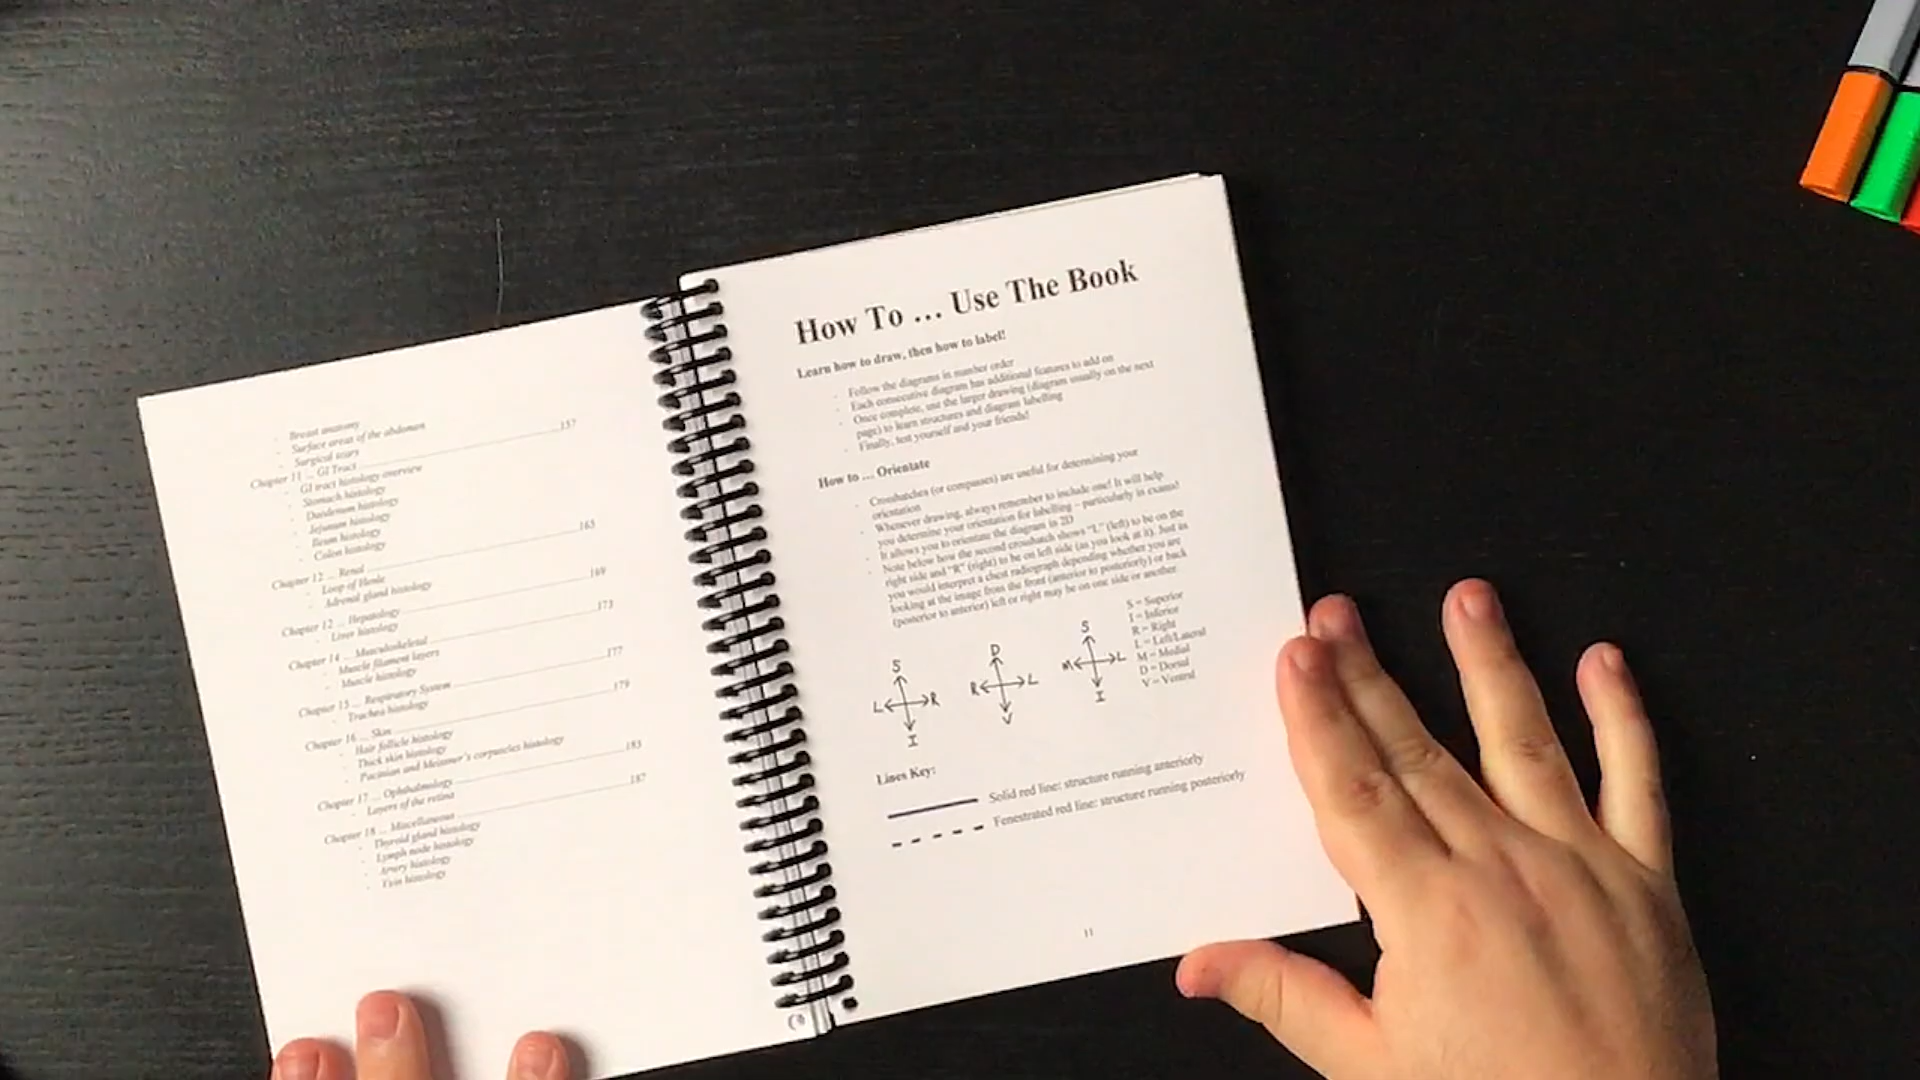 - Breast anatomy
- Surface areas of the abdomen
- Surgical scars
Chapter 11 ... GI Tract 157
- GI tract histology overview
- Stomach histology
- Duodenum histology
- Jejunum histology
- Ileum histology
- Colon histology
Chapter 12 ... Renal 165
- Loop of Henle
- Adrenal gland histology
Chapter 12 ... Hepatology 169
- Liver histology
Chapter 14 ... Musculoskeletal 173
- Muscle filament layers
- Muscle histology
Chapter 15 ... Respiratory System 177
- Trachea histology
Chapter 16 ... Skin 179
- Hair follicle histology
- Thick skin histology
- Pacinian and Meissner's corpuscles histology
Chapter 17 ... Ophthalmology 183
- Layers of the retina
Chapter 18 ... Miscellaneous 187
- Thyroid gland histology
- Lymph node histology
- Artery histology
- Vein histology
How To ... Use The Book
Learn how to draw, then how to label!
- Follow the diagrams in number order
- Each consecutive diagram has additional features to add on
- Once complete, use the larger drawing (diagram usually on the next
page) to learn structures and diagram labelling
- Finally, test yourself and your friends!
How to ... Orientate
- Crosshatches (or compasses) are useful for determining your
orientation
- Whenever drawing, always remember to include one! It will help
you determine your orientation for labelling – particularly in exams!
- It allows you to orientate the diagram in 2D
- Note below how the second crosshatch shows "L" (left) to be on the
right side and "R" (right) to be on left side (as you look at it). Just as
you would interpret a chest radiograph depending whether you are
looking at the image from the front (anterior to posteriorly) or back
(posterior to anterior) left or right may be on one side or another
S
L R
I
D
R L
V
S
M L
I
S = Superior
I = Inferior
R = Right
L = Left/Lateral
M = Medial
D = Dorsal
V = Ventral
Lines Key:
Solid red line: structure running anteriorly
Fenestrated red line: structure running posteriorly
11